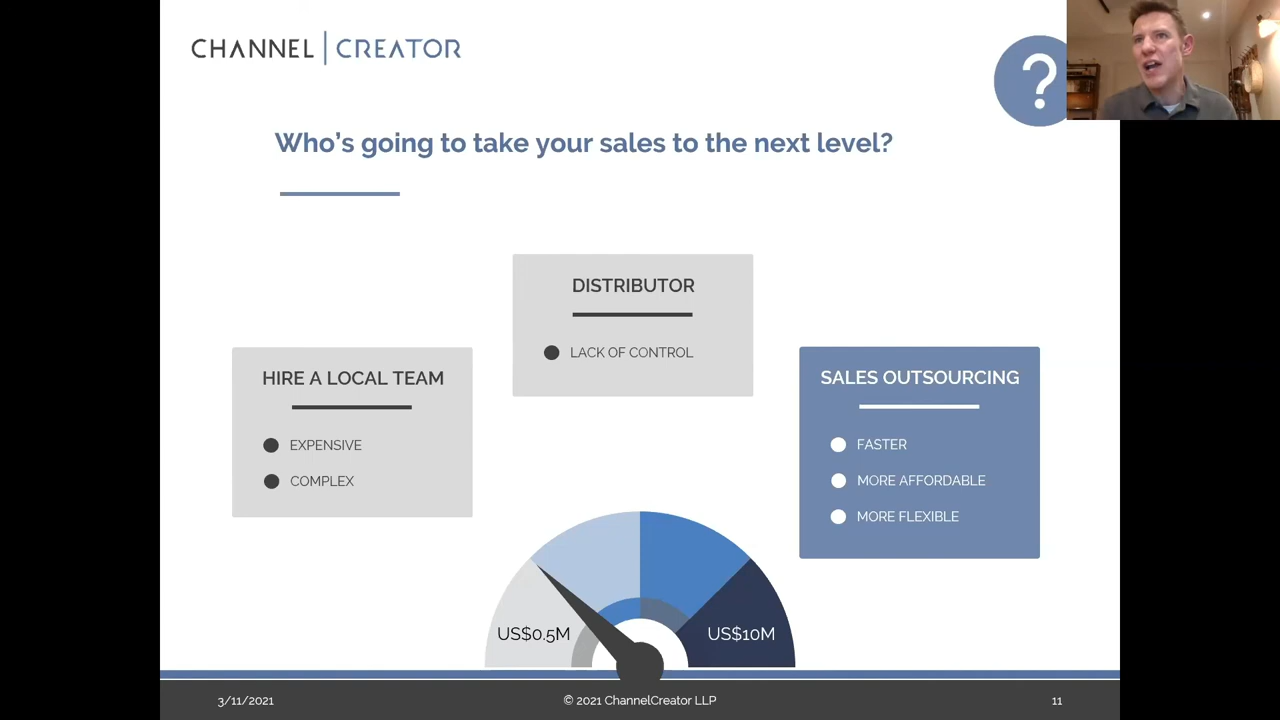 CHANNEL | CREATOR
?
Who's going to take your sales to the next level?
HIRE A LOCAL TEAM
EXPENSIVE
COMPLEX
DISTRIBUTOR
LACK OF CONTROL
SALES OUTSOURCING
FASTER
MORE AFFORDABLE
MORE FLEXIBLE
US$0.5M
US$10M
3/11/2021
© 2021 ChannelCreator LLP
11